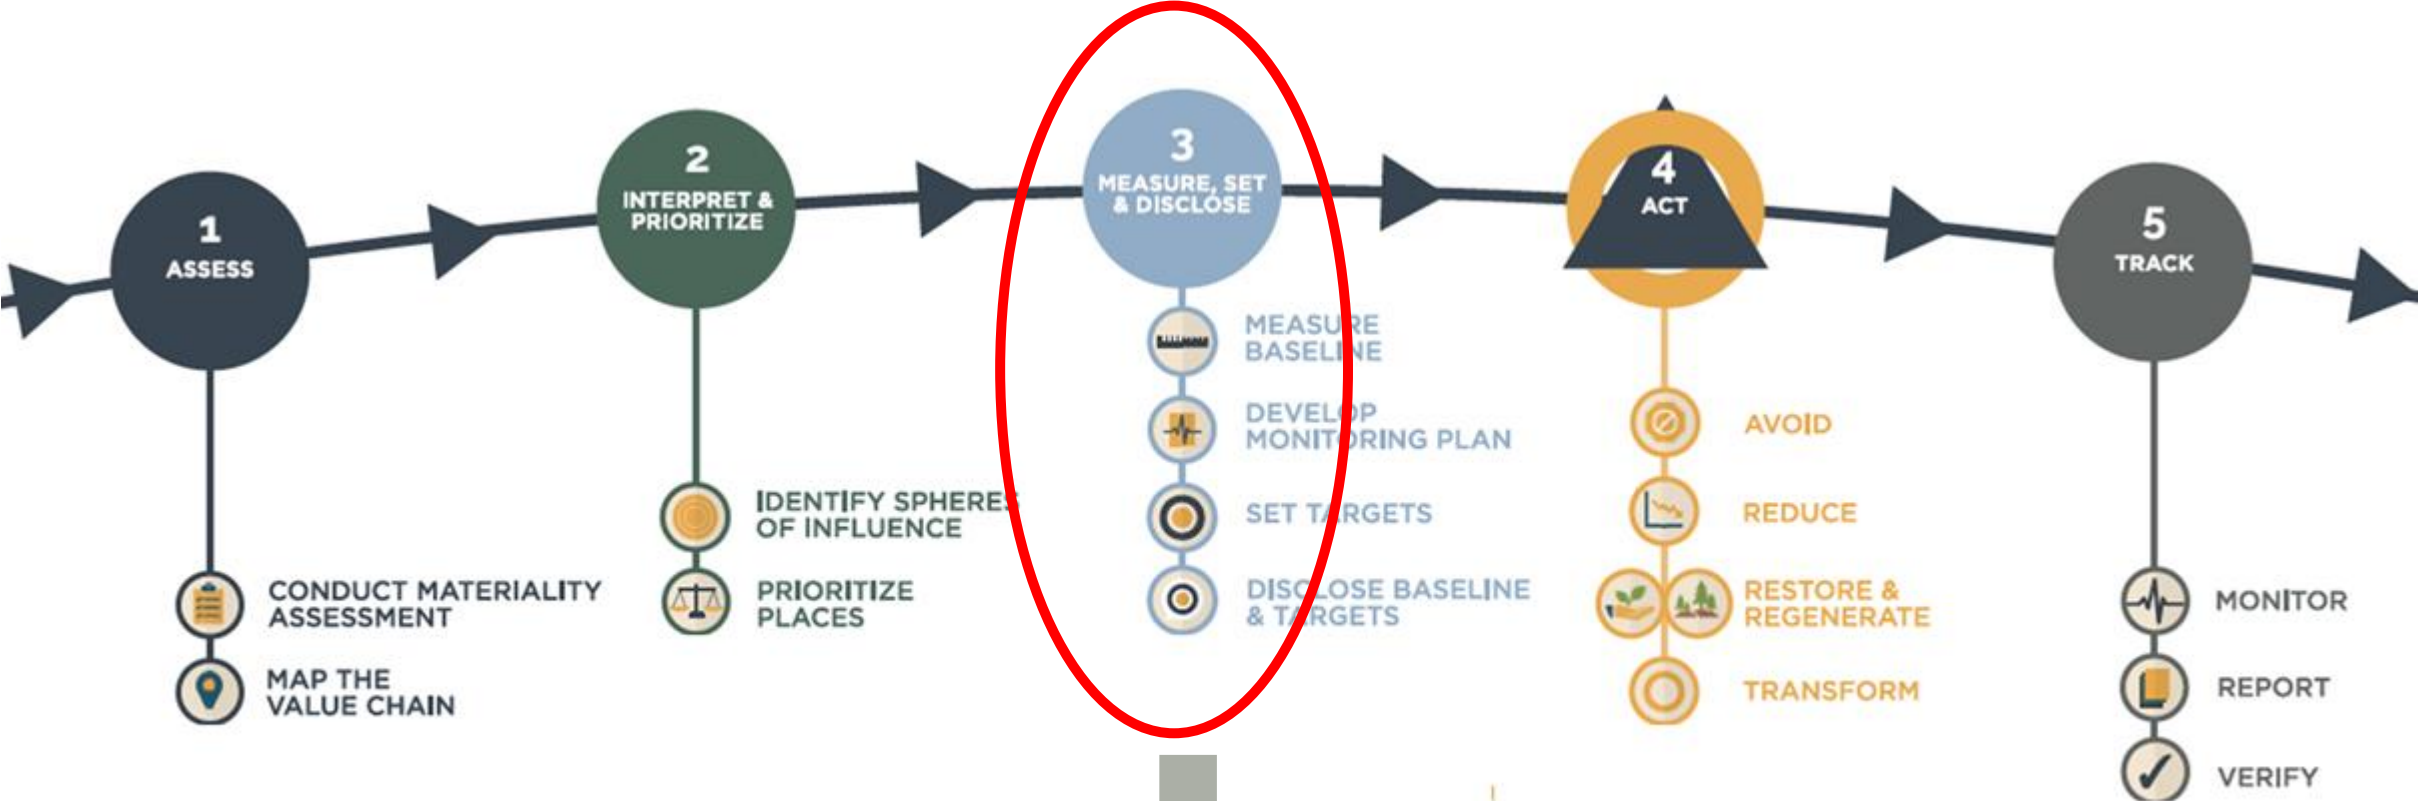 1
ASSESS
CONDUCT MATERIALITY
ASSESSMENT
MAP THE
VALUE CHAIN
2
INTERPRET &
PRIORITIZE
IDENTIFY SPHERES
OF INFLUENCE
PRIORITIZE
PLACES
3
MEASURE, SET
& DISCLOSE
MEASURE
BASELINE
DEVELOP
MONITORING PLAN
SET TARGETS
DISCLOSE BASELINE
& TARGETS
4
ACT
AVOID
REDUCE
RESTORE &
REGENERATE
TRANSFORM
5
TRACK
MONITOR
REPORT
VERIFY